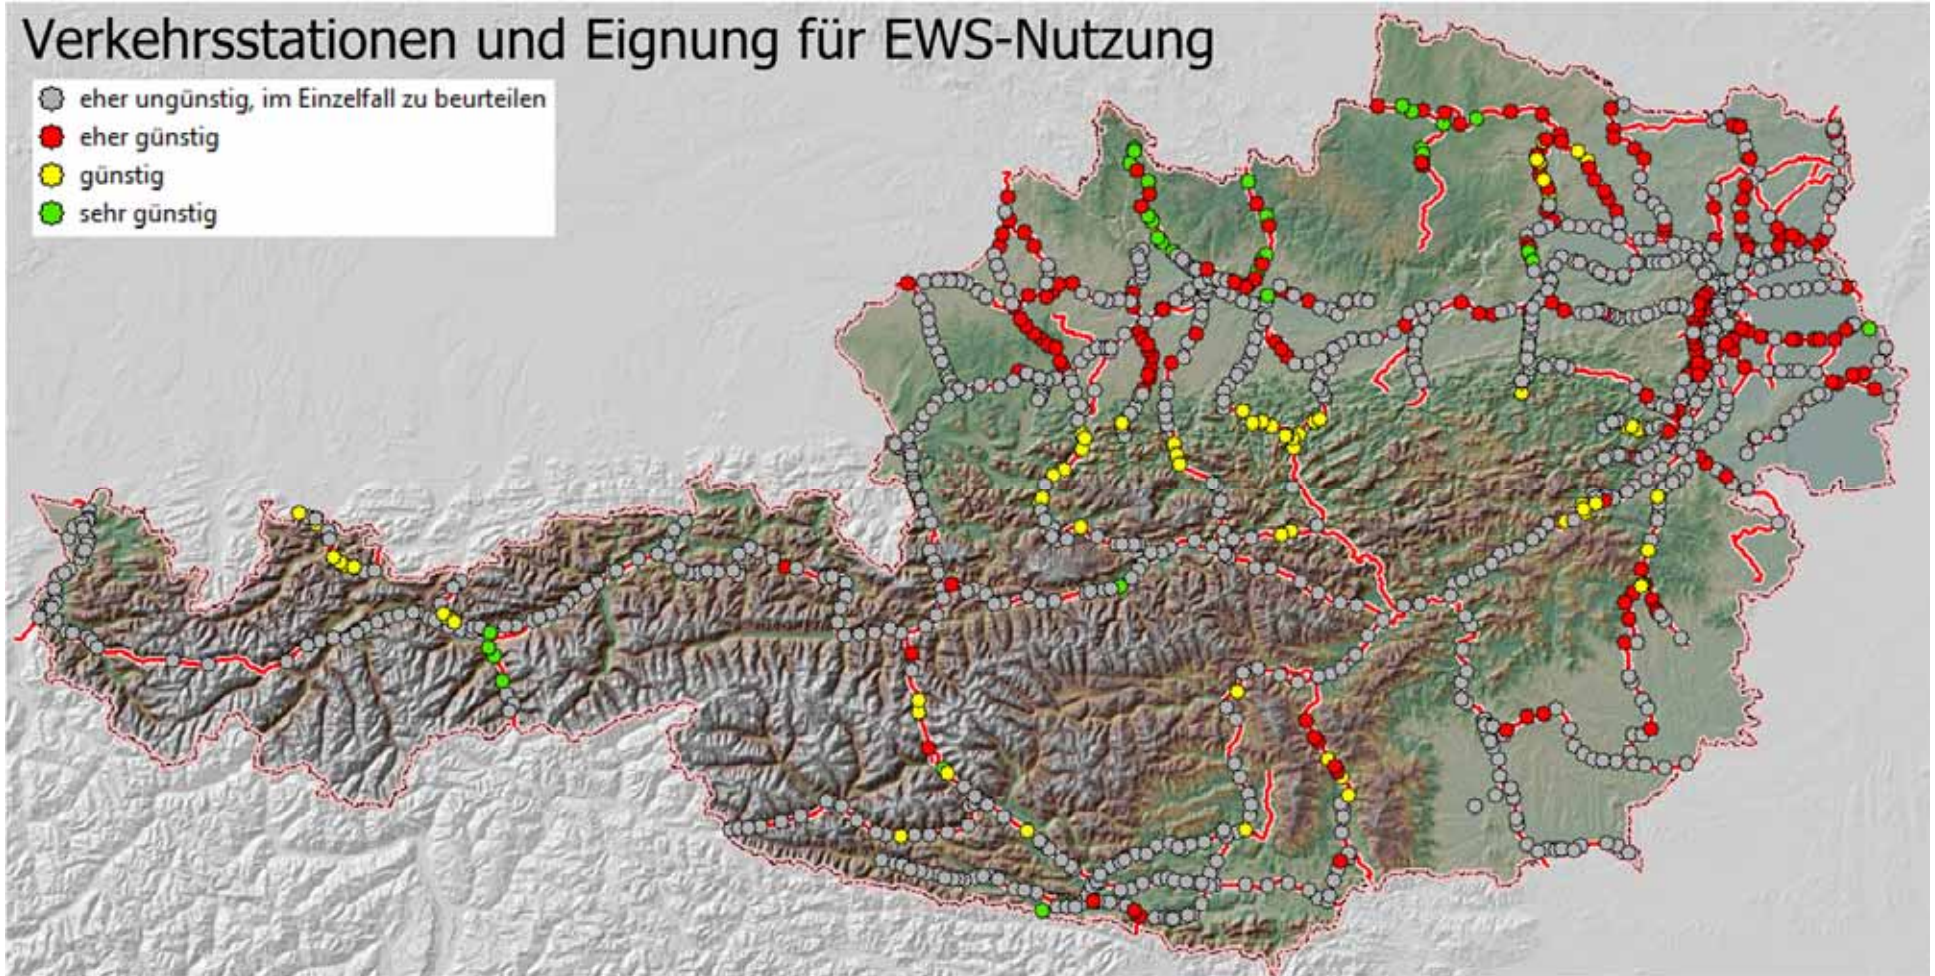 Verkehrsstationen und Eignung für EWS-Nutzung
eher ungünstig, im Einzelfall zu beurteilen
eher günstig
günstig
sehr günstig